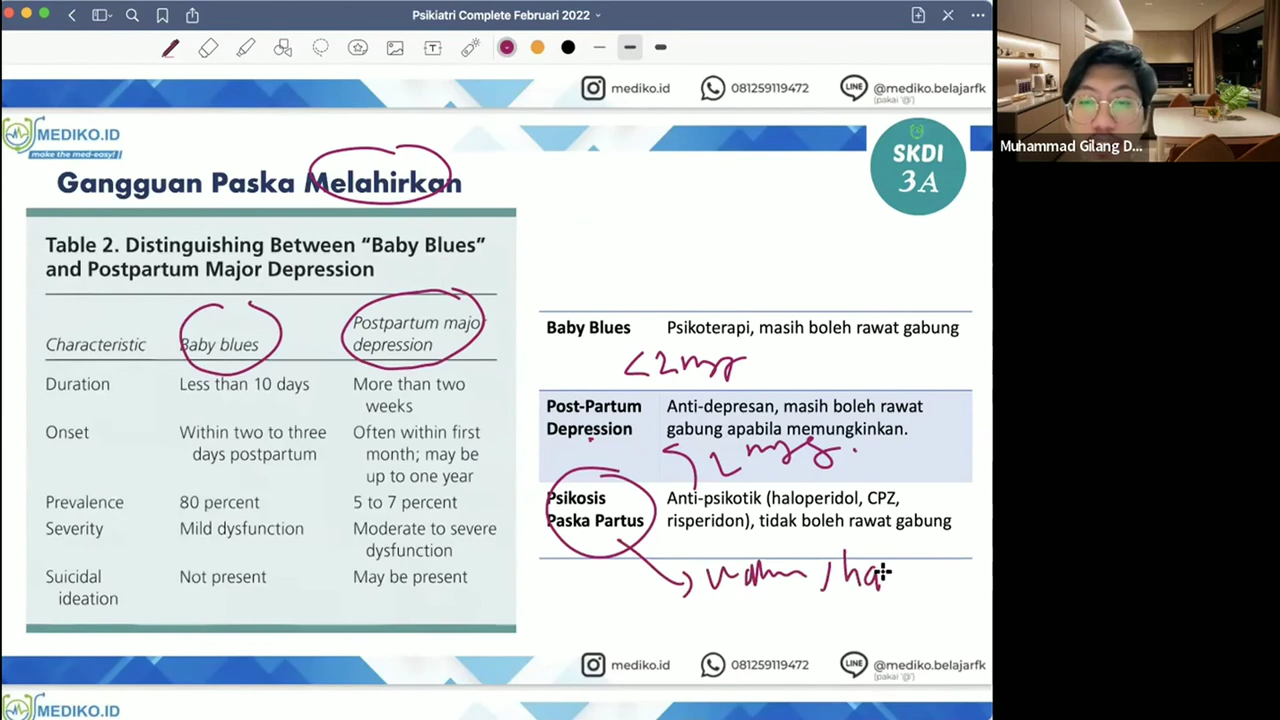 Psikiatri Complete Februari 2022
mediko.id
081259119472
@mediko.belajarfk
(pakai '@')
MEDIKO.ID
make the med-easy!
SKDI
3A
Gangguan Paska Melahirkan
Table 2. Distinguishing Between “Baby Blues”
and Postpartum Major Depression
Characteristic
Baby blues
Postpartum major
depression
Duration
Less than 10 days
More than two
weeks
Onset
Within two to three
days postpartum
Often within first
month; may be
up to one year
Prevalence
80 percent
5 to 7 percent
Severity
Mild dysfunction
Moderate to severe
dysfunction
Suicidal
ideation
Not present
May be present
Baby Blues
Psikoterapi, masih boleh rawat gabung
Post-Partum
Depression
Anti-depresan, masih boleh rawat
gabung apabila memungkinkan.
Psikosis
Paska Partus
Anti-psikotik (haloperidol, CPZ,
risperidon), tidak boleh rawat gabung
mediko.id
081259119472
@mediko.belajarfk
(pakai '@')
MEDIKO.ID
Muhammad Gilang D...